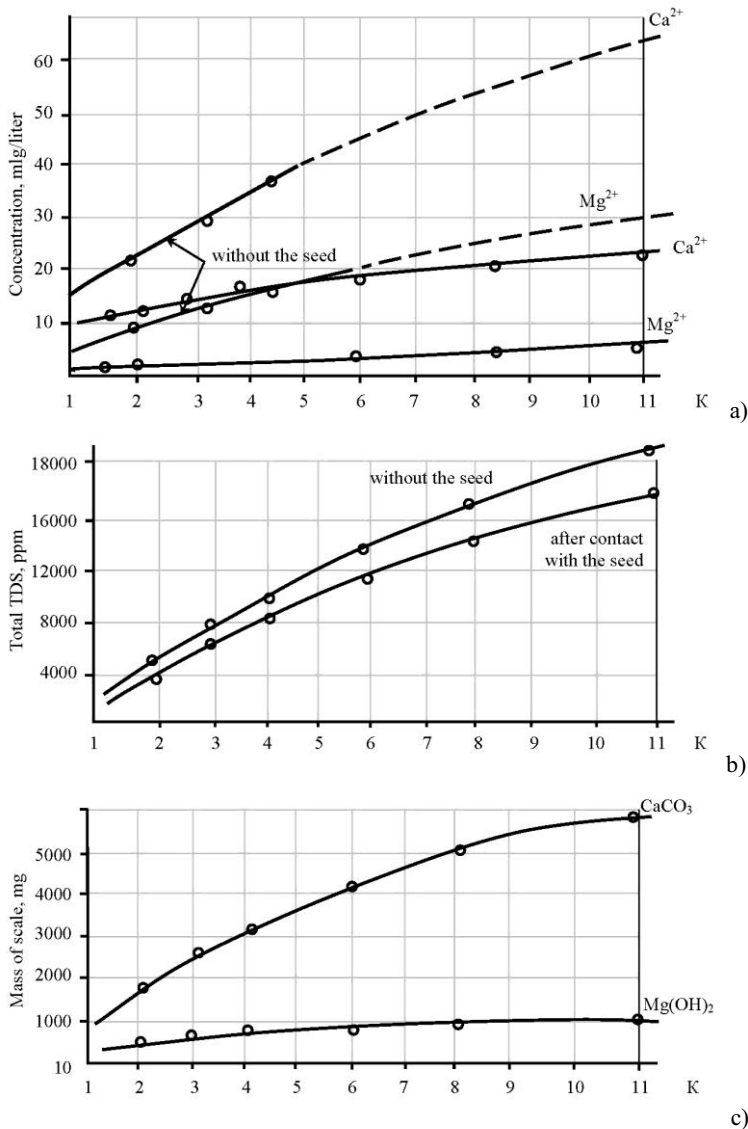 Ca²⁺
60
50
40
30
20
10
Concentration, mlg/liter
without the seed
Mg²⁺
Ca²⁺
Mg²⁺
1 2 3 4 5 6 7 8 9 10 11 K
a)
18000
16000
12000
8000
4000
Total TDS, ppm
without the seed
after contact
with the seed
1 2 3 4 5 6 7 8 9 10 11 K
b)
CaCO₃
5000
4000
3000
2000
1000
10
Mass of scale, mg
Mg(OH)₂
1 2 3 4 5 6 7 8 9 10 11 K
c)